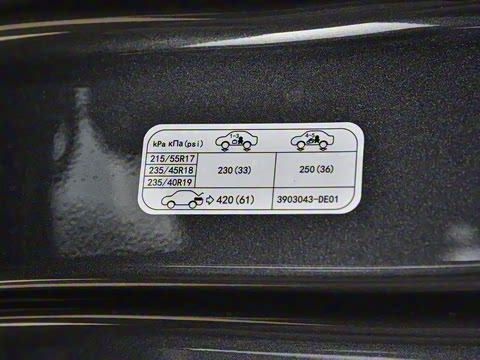 kPa кПа(psi) 1-3 4-5
215/55R17
235/45R18 230(33) 250(36)
235/40R19
⇨420(61) 3903043-DE01